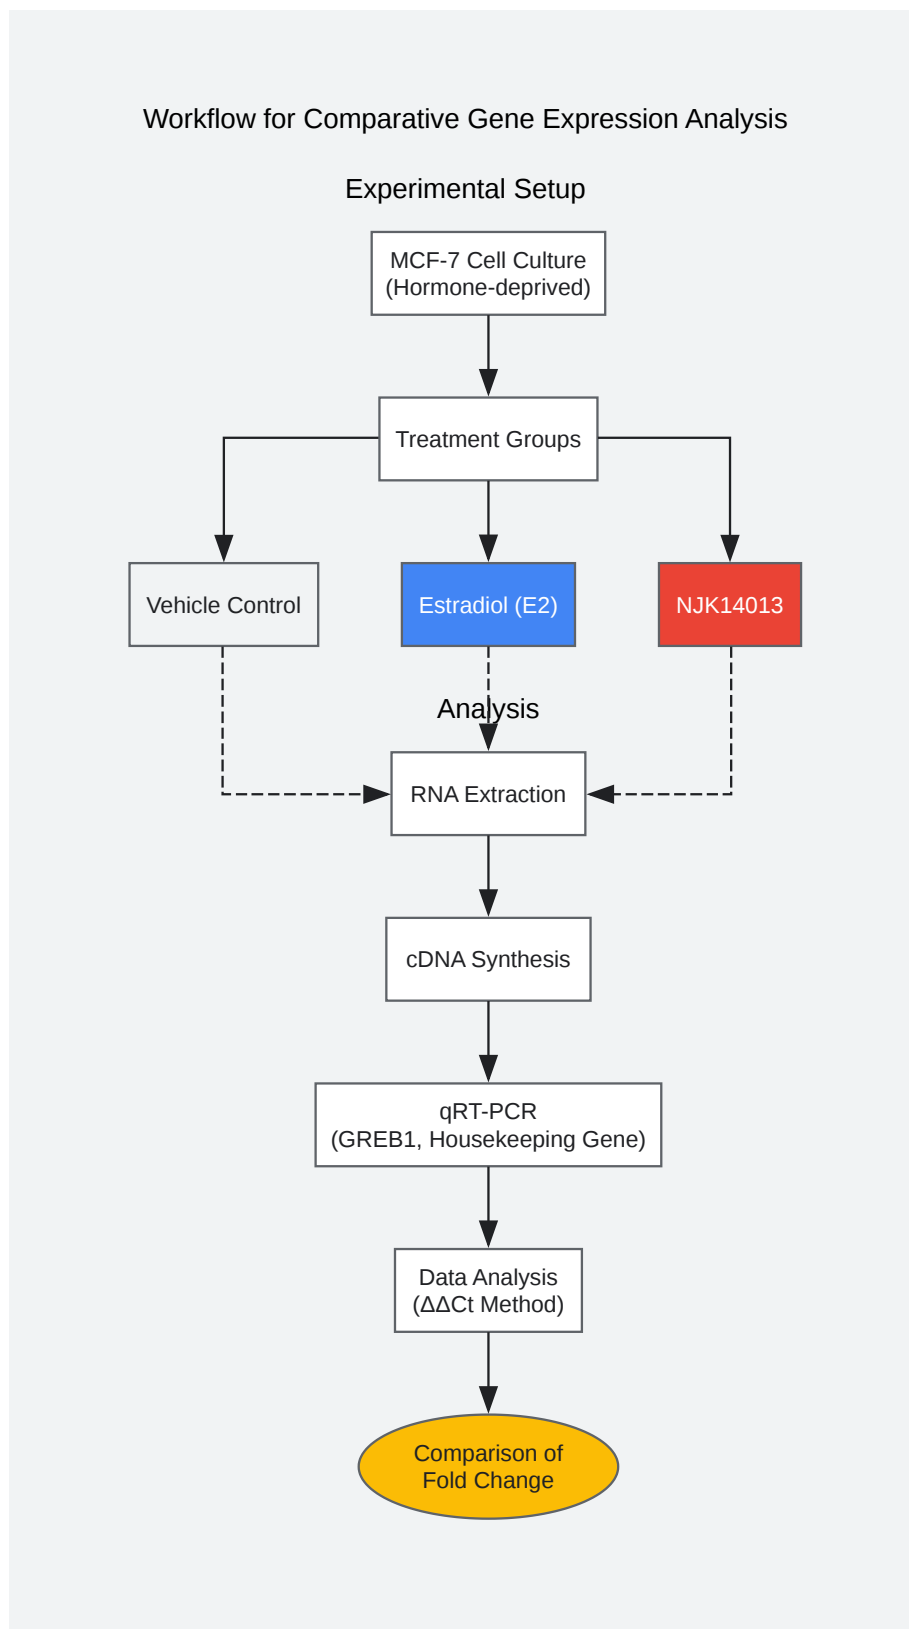 Workflow for Comparative Gene Expression Analysis
Experimental Setup
MCF-7 Cell Culture
(Hormone-deprived)
Treatment Groups
Vehicle Control
Estradiol (E2)
NJK14013
Analysis
RNA Extraction
cDNA Synthesis
qRT-PCR
(GREB1, Housekeeping Gene)
Data Analysis
(ΔΔCt Method)
Comparison of
Fold Change